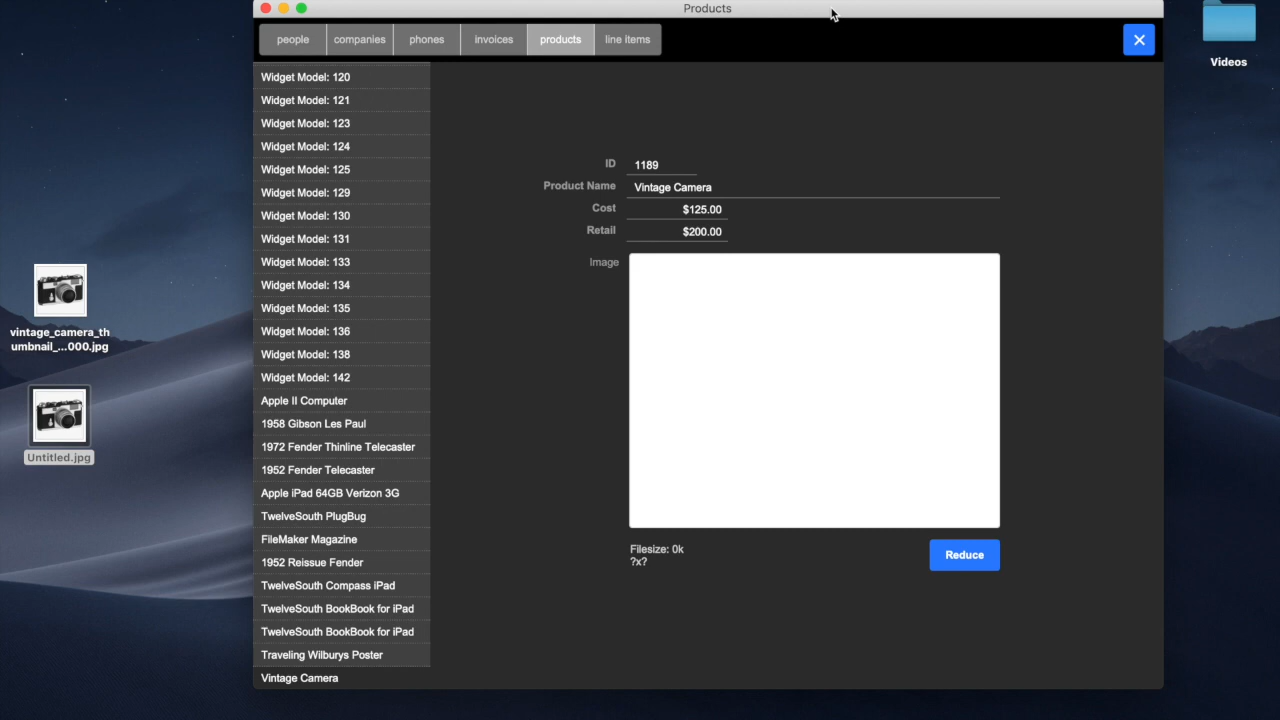 Products
people
companies
phones
invoices
products
line items
Videos
Widget Model: 120
Widget Model: 121
Widget Model: 123
Widget Model: 124
Widget Model: 125
Widget Model: 129
Widget Model: 130
Widget Model: 131
Widget Model: 133
Widget Model: 134
Widget Model: 135
Widget Model: 136
Widget Model: 138
Widget Model: 142
Apple II Computer
1958 Gibson Les Paul
1972 Fender Thinline Telecaster
1952 Fender Telecaster
Apple iPad 64GB Verizon 3G
TwelveSouth PlugBug
FileMaker Magazine
1952 Reissue Fender
TwelveSouth Compass iPad
TwelveSouth BookBook for iPad
TwelveSouth BookBook for iPad
Traveling Wilburys Poster
Vintage Camera
ID 1189
Product Name Vintage Camera
Cost $125.00
Retail $200.00
Image
Filesize: 0k
?x?
Reduce
vintage_camera_th
umbnail_...000.jpg
Untitled.jpg